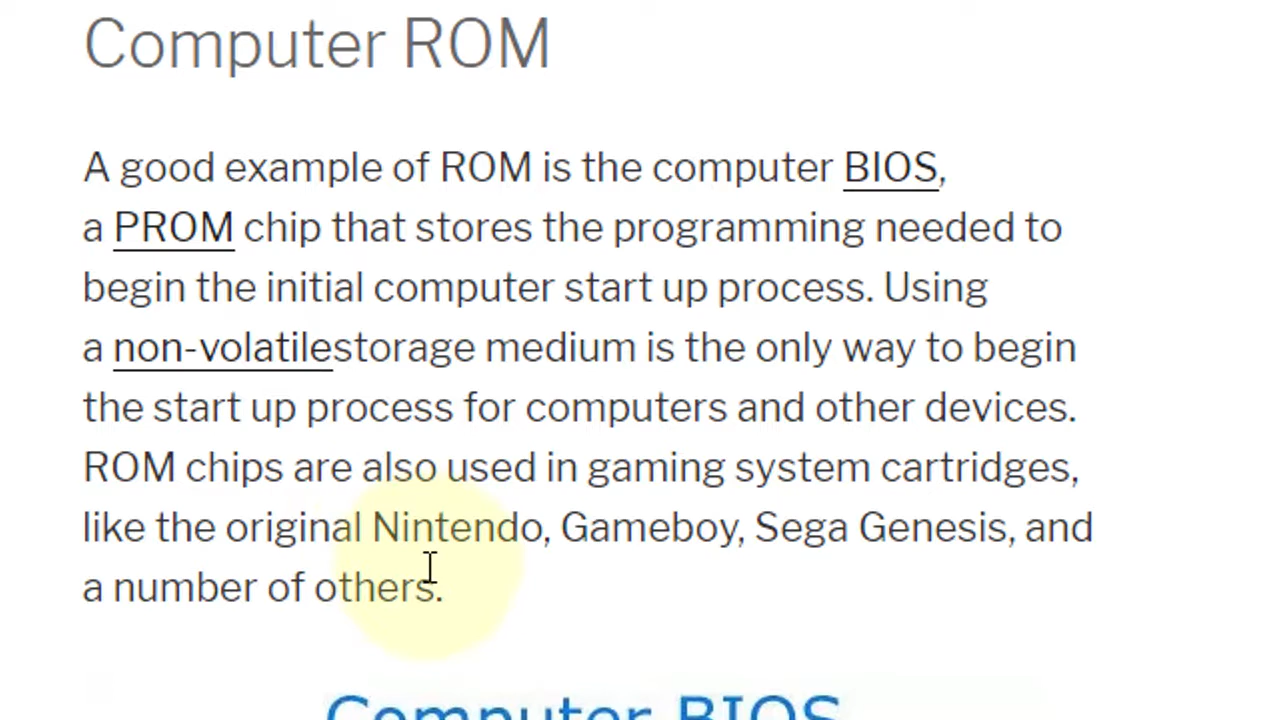 Computer ROM
A good example of ROM is the computer BIOS,
a PROM chip that stores the programming needed to
begin the initial computer start up process. Using
a non-volatilestorage medium is the only way to begin
the start up process for computers and other devices.
ROM chips are also used in gaming system cartridges,
like the original Nintendo, Gameboy, Sega Genesis, and
a number of others.
Computer BIOS